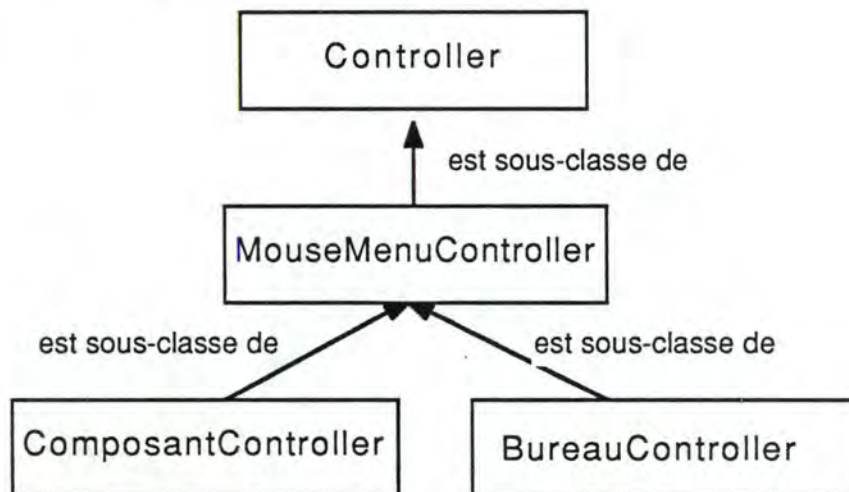 Controller
est sous-classe de
MouseMenuController
est sous-classe de
est sous-classe de
ComposantController
BureauController